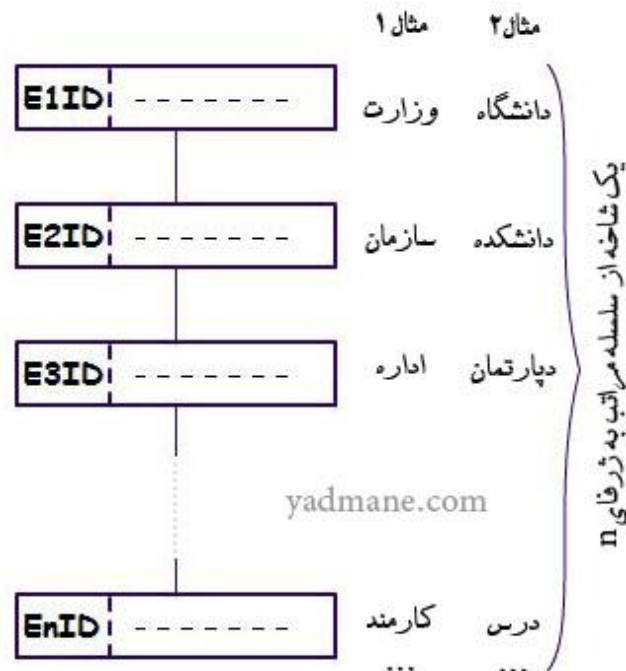 مثال۱ مثال۲
E1ID - - - - - - - وزارت دانشگاه
E2ID - - - - - - - سازمان دانشکده
E3ID - - - - - - - اداره دپارتمان
yadmane.com
EnID - - - - - - - کارمند درس
... ...
یک شاخه از سلسله مراتب به ژرفای n